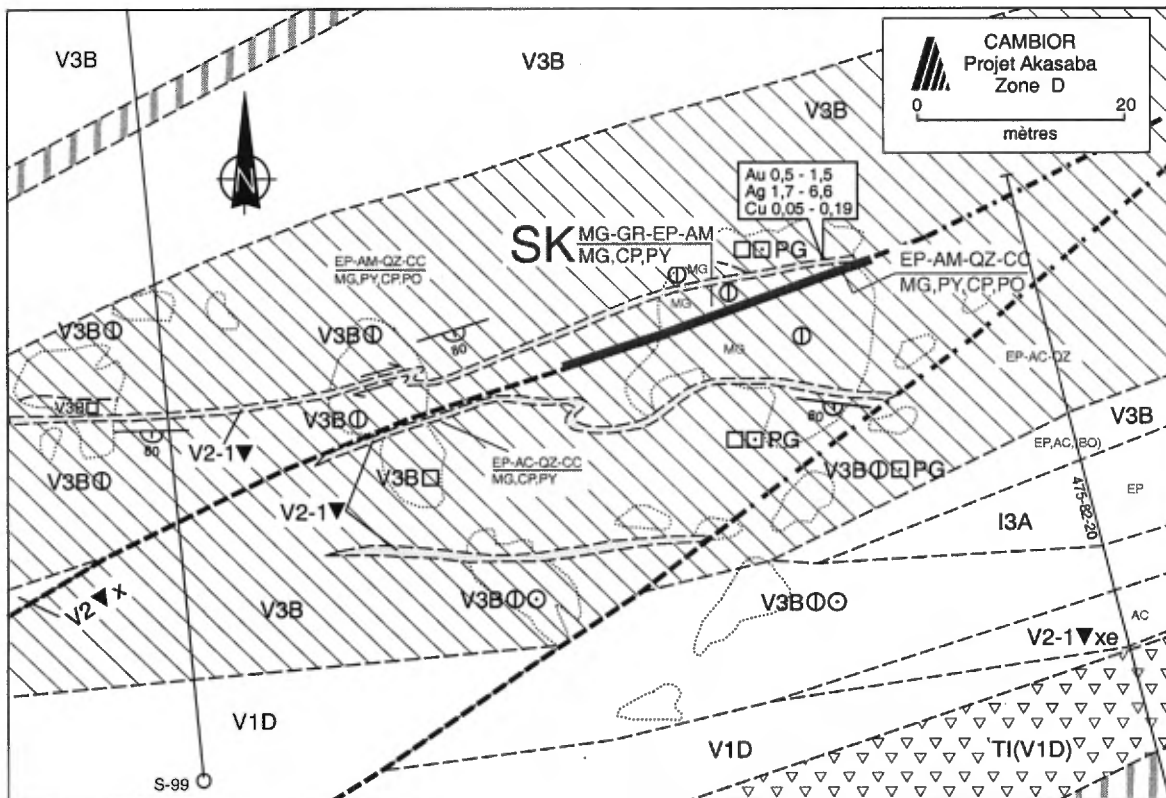 V3B
V3B
CAMBIOR
Projet Akasaba
Zone D
0 20
mètres
V3B
N
Au 0,5 - 1,5
Ag 1,7 - 6,6
Cu 0,05 - 0,19
SK MG-GR-EP-AM
MG,CP,PY
PG
EP-AM-QZ-CC
MG,PY,CP,PO
EP-AM-QZ-CC
MG,PY,CP,PO
MG
MG
MG
V3B
V3B
80
EP-AC-QZ
V3B
V3B
80
V2-1
V3B
V3B
EP-AC-QZ-CC
MG,CP,PY
V3B
V2-1
60
PG
V3B PG
V3B
EP,AC,(BO)
EP
475-82-20
I3A
V2 x
V3B
V3B
V3B
AC
V2-1 xe
V1D
V1D
TI(V1D)
S-99